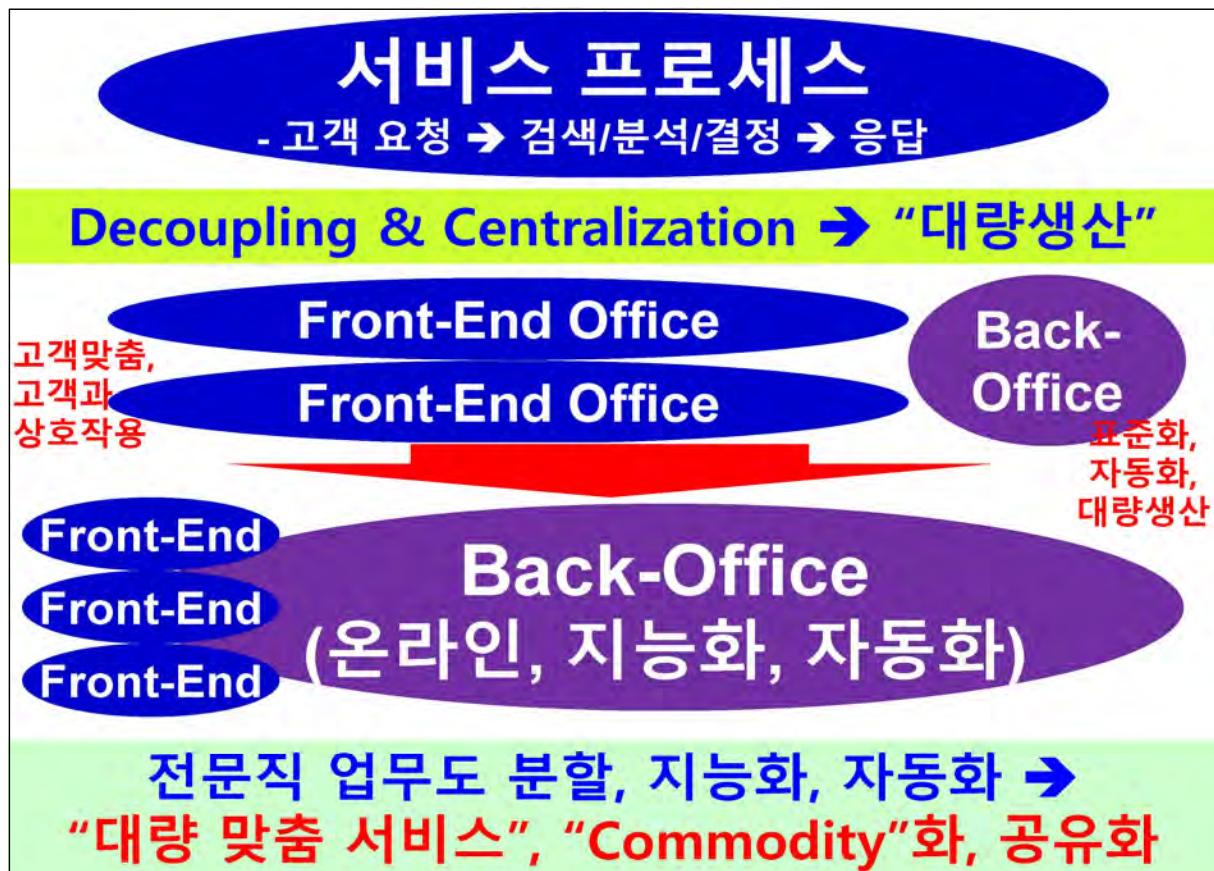 서비스 프로세스
- 고객 요청 ➔ 검색/분석/결정 ➔ 응답
Decoupling & Centralization ➔ “대량생산”
Front-End Office
Back-
Office
고객맞춤,
고객과
상호작용
Front-End Office
표준화,
자동화,
대량생산
Front-End
Front-End
Front-End
Back-Office
(온라인, 지능화, 자동화)
전문직 업무도 분할, 지능화, 자동화 ➔
“대량 맞춤 서비스”, “Commodity”화, 공유화